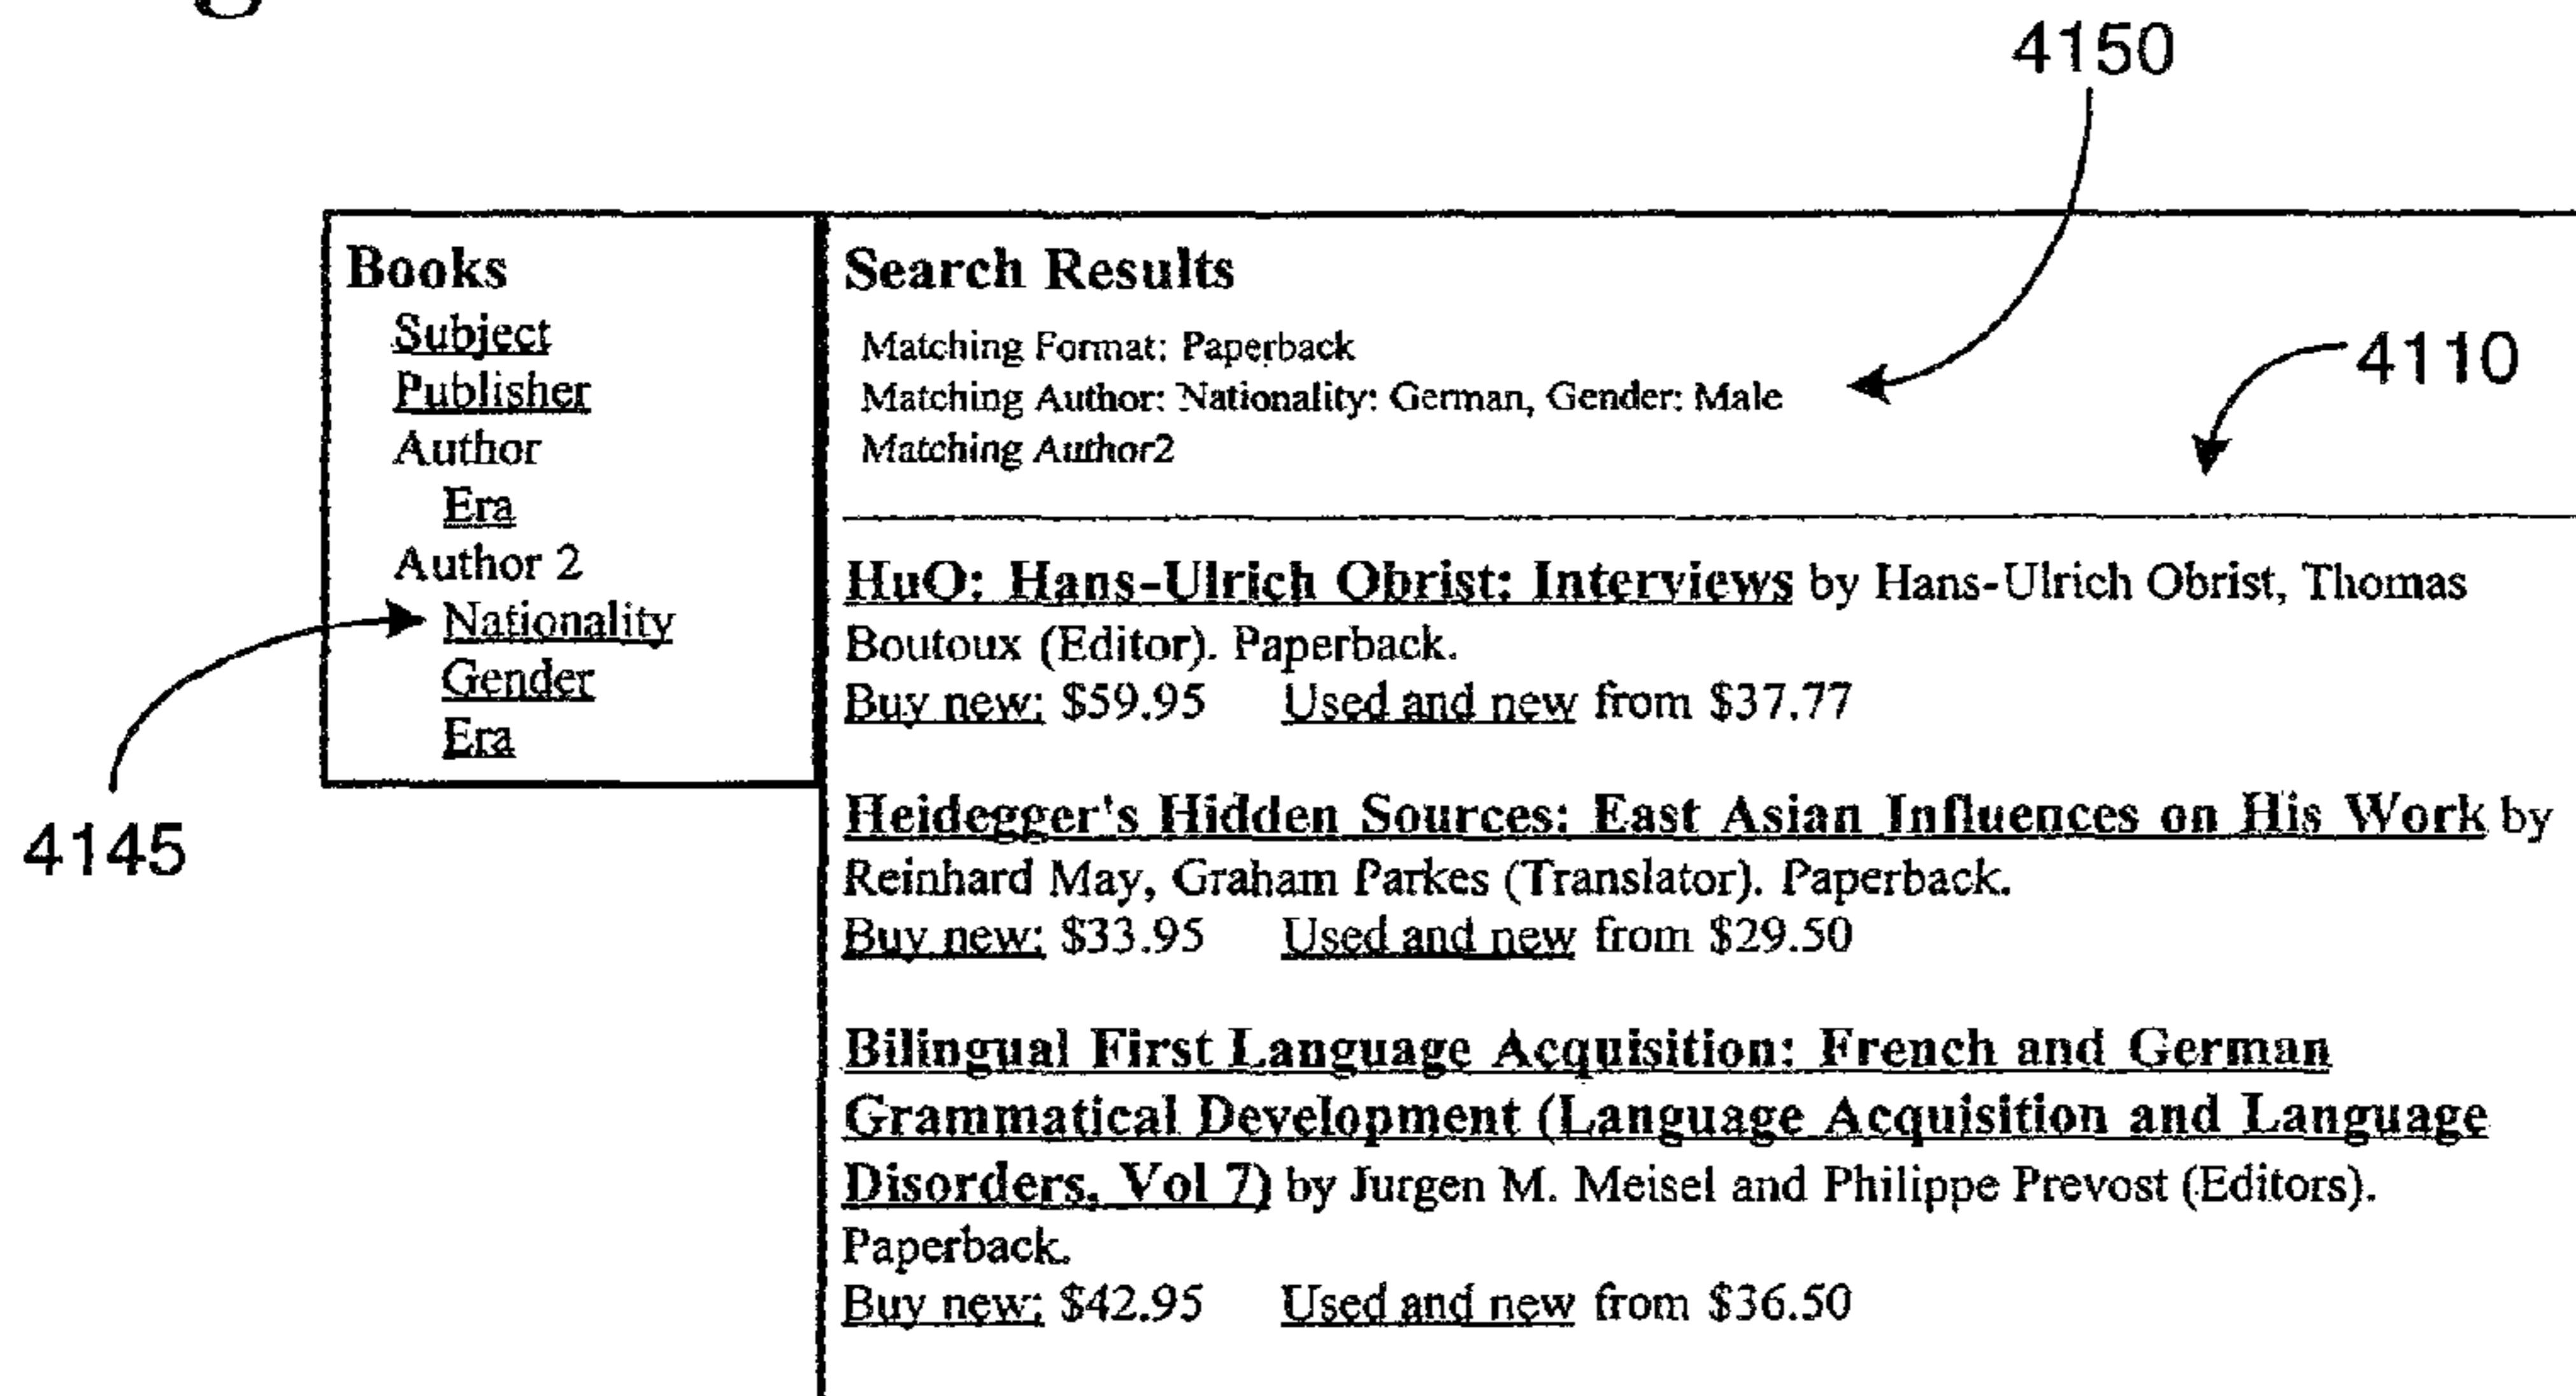 4150
4110
4145
Books
Subject
Publisher
Author
Era
Author 2
Nationality
Gender
Era
Search Results
Matching Format: Paperback
Matching Author: Nationality: German, Gender: Male
Matching Author2
HuO: Hans-Ulrich Obrist: Interviews by Hans-Ulrich Obrist, Thomas
Boutoux (Editor). Paperback.
Buy new: $59.95 Used and new from $37.77
Heidegger's Hidden Sources: East Asian Influences on His Work by
Reinhard May, Graham Parkes (Translator). Paperback.
Buy new: $33.95 Used and new from $29.50
Bilingual First Language Acquisition: French and German
Grammatical Development (Language Acquisition and Language
Disorders, Vol 7) by Jurgen M. Meisel and Philippe Prevost (Editors).
Paperback.
Buy new: $42.95 Used and new from $36.50